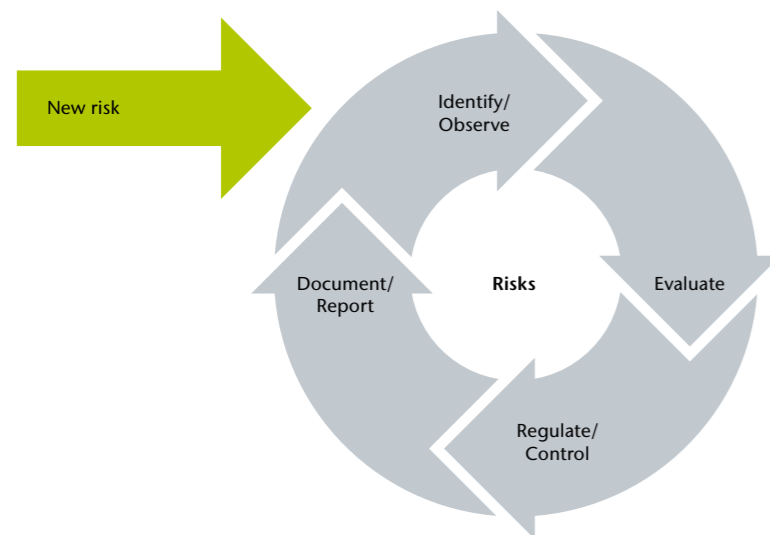 New risk
Identify/
Observe
Document/
Report
Risks
Evaluate
Regulate/
Control